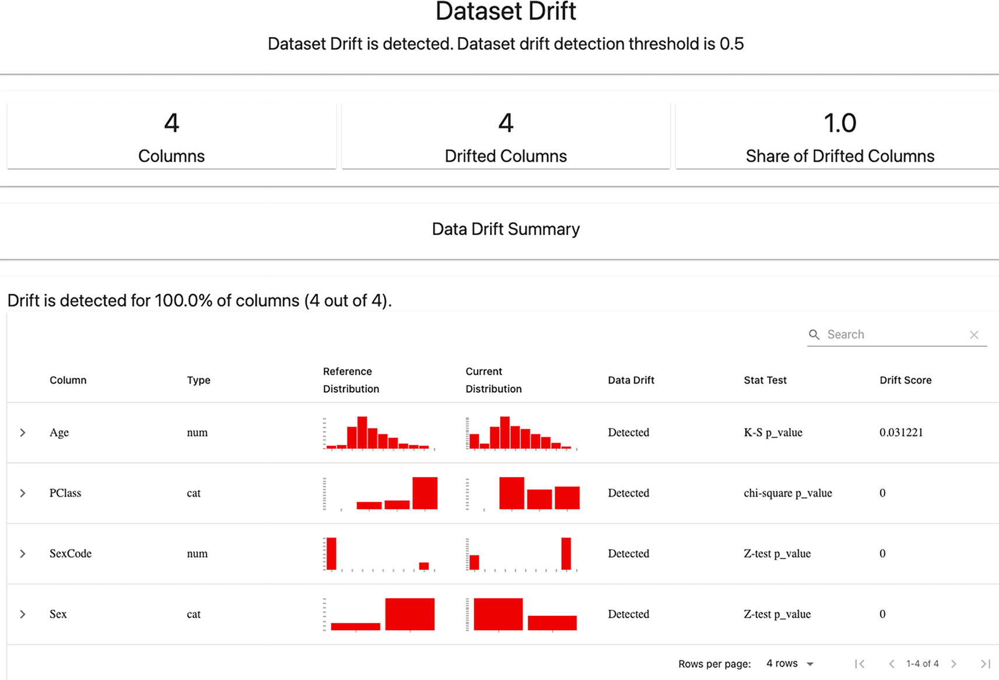 Dataset Drift
Dataset Drift is detected. Dataset drift detection threshold is 0.5
4
Columns
4
Drifted Columns
1.0
Share of Drifted Columns
Data Drift Summary
Drift is detected for 100.0% of columns (4 out of 4).
Search
Column Type Reference Distribution Current Distribution Data Drift Stat Test Drift Score
Age num Detected K-S p_value 0.031221
PClass cat Detected chi-square p_value 0
SexCode num Detected Z-test p_value 0
Sex cat Detected Z-test p_value 0
Rows per page: 4 rows 1-4 of 4